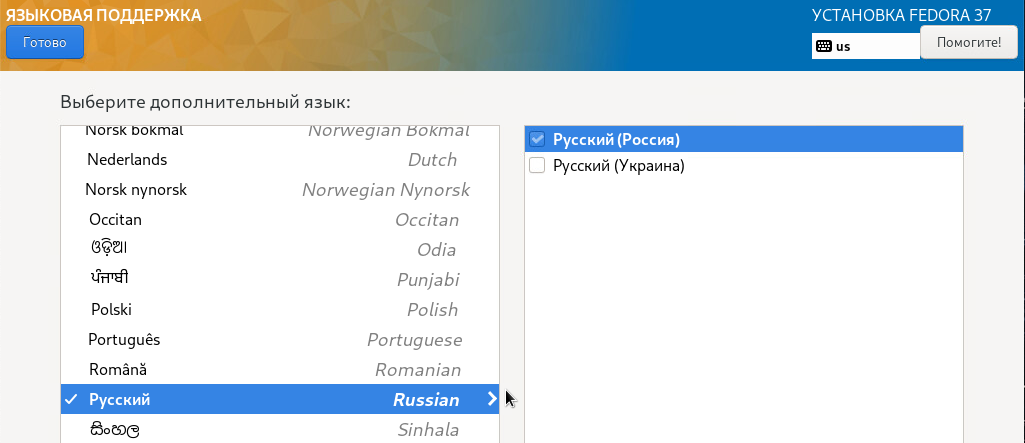 ЯЗЫКОВАЯ ПОДДЕРЖКА
УСТАНОВКА FEDORA 37
Готово
us
Помогите!
Выберите дополнительный язык:
Norsk bokmål Norwegian Bokmål
Nederlands Dutch
Norsk nynorsk Norwegian Nynorsk
Occitan Occitan
ଓଡ଼ିଆ Odia
ਪੰਜਾਬੀ Punjabi
Polski Polish
Português Portuguese
Română Romanian
Русский Russian
සිංහල Sinhala
Русский (Россия)
Русский (Украина)